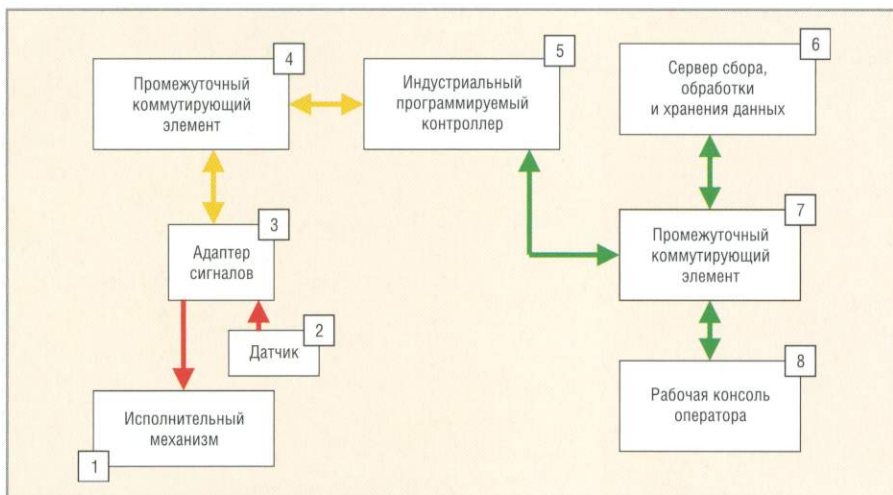 4
Промежуточный
коммутирующий
элемент
5
Индустриальный
программируемый
контроллер
6
Сервер сбора,
обработки
и хранения данных
3
Адаптер
сигналов
7
Промежуточный
коммутирующий
элемент
2
Датчик
8
Рабочая консоль
оператора
Исполнительный
механизм
1